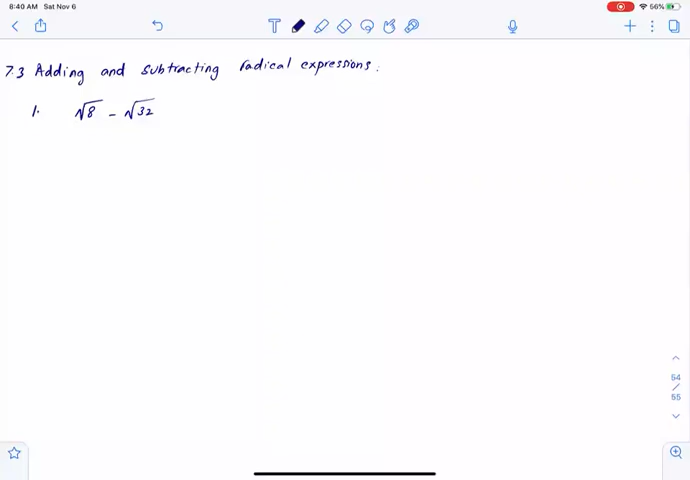 8:40 AM Sat Nov 6
56%
7.3 Adding and subtracting radical expressions:
1. √8 - √32
54
/
55